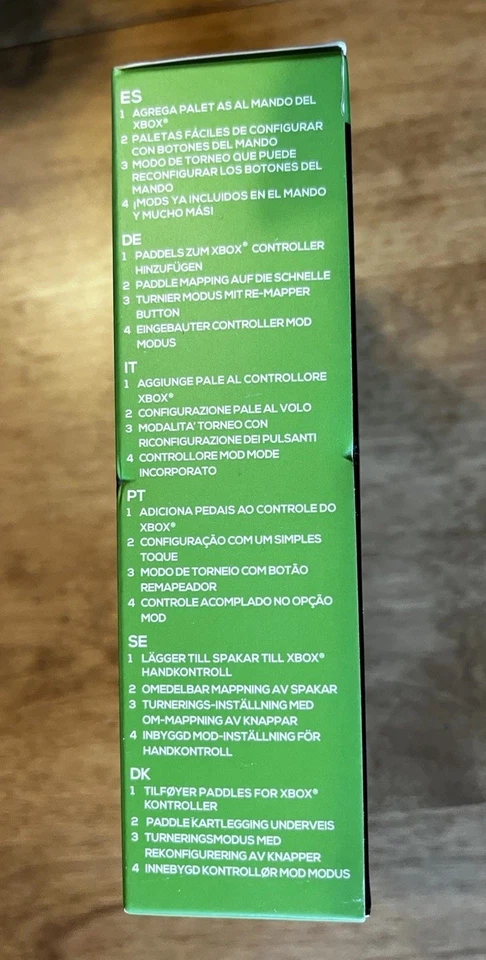 ES
1 AGREGA PALET AS AL MANDO DEL
XBOX®
2 PALETAS FÁCILES DE CONFIGURAR
CON BOTONES DEL MANDO
3 MODO DE TORNEO QUE PUEDE
RECONFIGURAR LOS BOTONES DEL
MANDO
4 ¡MODS YA INCLUIDOS EN EL MANDO
Y MUCHO MÁS!
DE
1 PADDELS ZUM XBOX® CONTROLLER
HINZUFÜGEN
2 PADDLE MAPPING AUF DIE SCHNELLE
3 TURNIER MODUS MIT RE-MAPPER
BUTTON
4 EINGEBAUTER CONTROLLER MOD
MODUS
IT
1 AGGIUNGE PALE AL CONTROLLORE
XBOX®
2 CONFIGURAZIONE PALE AL VOLO
3 MODALITA' TORNEO CON
RICONFIGURAZIONE DEI PULSANTI
4 CONTROLLORE MOD MODE
INCORPORATO
PT
1 ADICIONA PEDAIS AO CONTROLE DO
XBOX®
2 CONFIGURAÇÃO COM UM SIMPLES
TOQUE
3 MODO DE TORNEIO COM BOTÃO
REMAPEADOR
4 CONTROLE ACOMPLADO NO OPÇÃO
MOD
SE
1 LÄGGER TILL SPAKAR TILL XBOX®
HANDKONTROLL
2 OMEDELBAR MAPPNING AV SPAKAR
3 TURNERINGS-INSTÄLLNING MED
OM-MAPPNING AV KNAPPAR
4 INBYGGD MOD-INSTÄLLNING FÖR
HANDKONTROLL
DK
1 TILFØYER PADDLES FOR XBOX®
KONTROLLER
2 PADDLE KARTLEGGING UNDERVEIS
3 TURNERINGSMODUS MED
REKONFIGURERING AV KNAPPER
4 INNEBYGD KONTROLLØR MOD MODUS